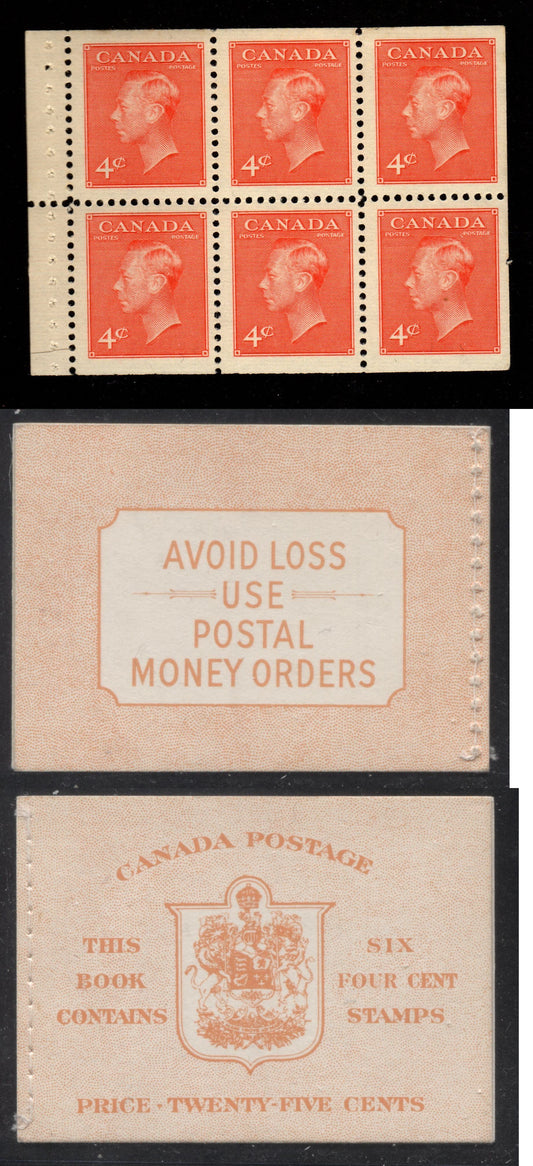 CANADA CANADA CANADA
POSTES POSTAGE POSTES POSTAGE POSTES POSTAGE
4¢ 4¢ 4¢
CANADA CANADA CANADA
POSTES POSTAGE POSTES POSTAGE POSTES POSTAGE
4¢ 4¢ 4¢
AVOID LOSS
USE
POSTAL
MONEY ORDERS
CANADA POSTAGE
THIS SIX
BOOK FOUR CENT
CONTAINS STAMPS
PRICE · TWENTY-FIVE CENTS